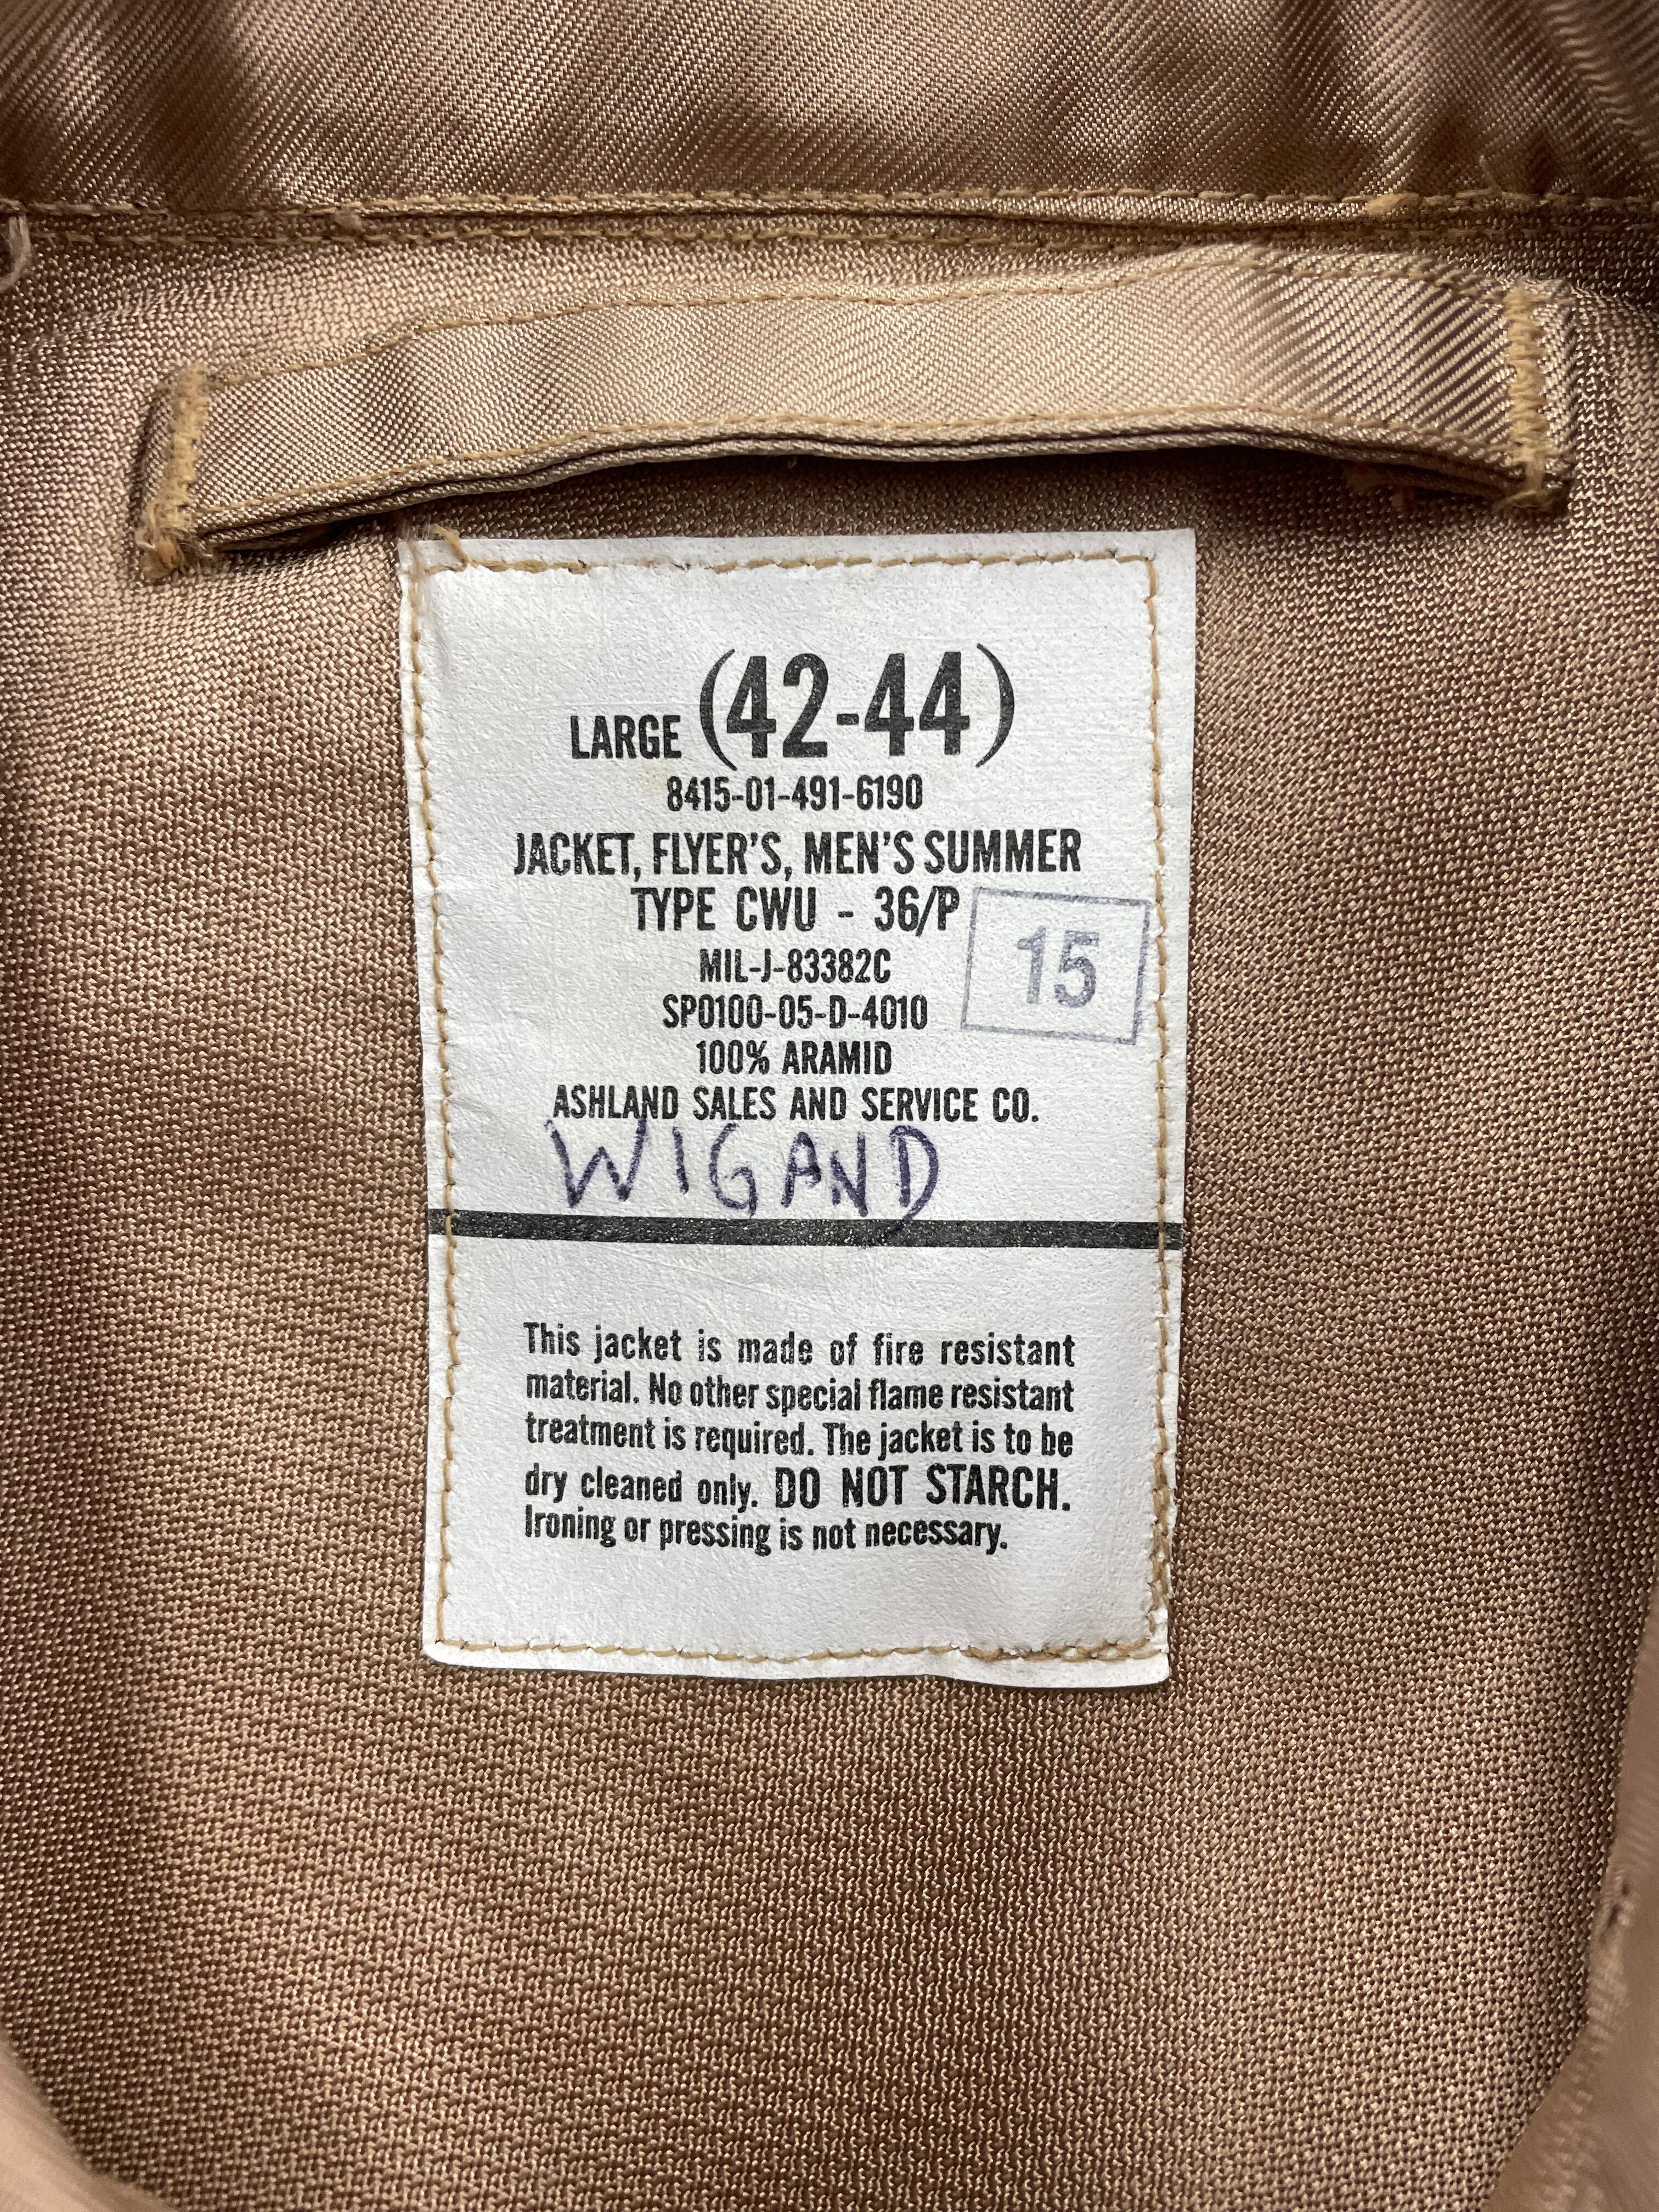 LARGE (42-44)
8415-01-491-6190
JACKET, FLYER'S, MEN'S SUMMER
TYPE CWU - 36/P
15
MIL-J-83382C
SP0100-05-D-4010
100% ARAMID
ASHLAND SALES AND SERVICE CO.
WIGAND
This jacket is made of fire resistant
material. No other special flame resistant
treatment is required. The jacket is to be
dry cleaned only. DO NOT STARCH.
Ironing or pressing is not necessary.